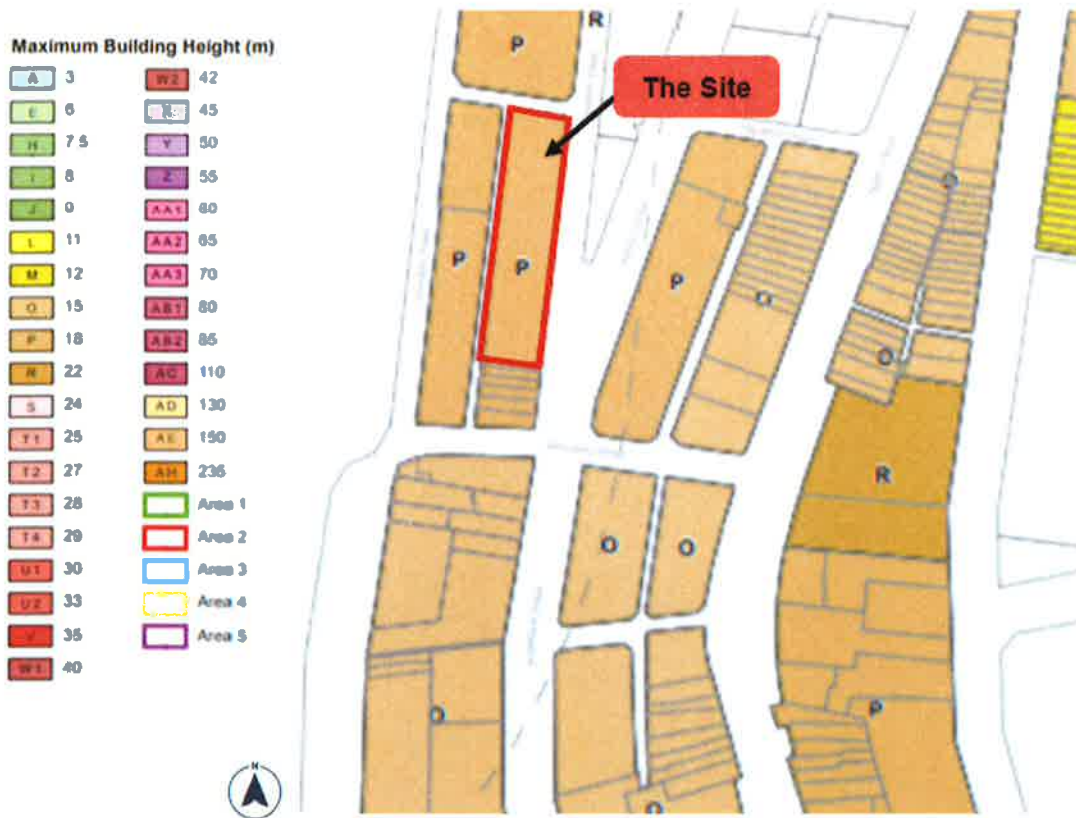 Maximum Building Height (m)
A 3
E 6
H 7.5
I 8
J 9
L 11
M 12
O 15
P 18
R 22
S 24
T1 25
T2 27
T3 28
T4 29
U1 30
U2 33
V 35
W1 40
W2 42
45
Y 50
Z 55
AA1 60
AA2 65
AA3 70
AB1 80
AB2 85
AC 110
AD 130
AE 150
AH 235
Area 1
Area 2
Area 3
Area 4
Area 5
The Site
R
P
P
P
P
O
O
O
R
O
O
O
P
O
N